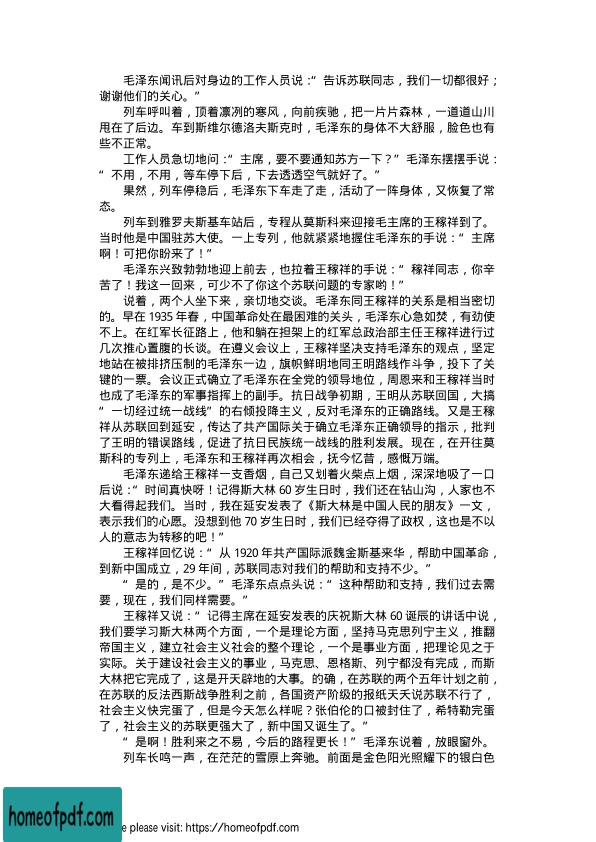 毛泽东闻讯后对身边的工作人员说：“告诉苏联同志，我们一切都很好；
谢谢他们的关心。”
列车呼叫着，顶着凛冽的寒风，向前疾驰，把一片片森林，一道道山川
甩在了后边。车到斯维尔德洛夫斯克时，毛泽东的身体不大舒服，脸色也有
些不正常。
工作人员急切地问：“主席，要不要通知苏方一下？”毛泽东摆摆手说：
“不用，不用，等车停下后，下去透透空气就好了。”
果然，列车停稳后，毛泽东下车走了走，活动了一阵身体，又恢复了常
态。
列车到雅罗夫斯基车站后，专程从莫斯科来迎接毛主席的王稼祥到了。
当时他是中国驻苏大使。一上专列，他就紧紧地握住毛泽东的手说：“主席
啊！可把你盼来了！”
毛泽东兴致勃勃地迎上前去，也拉着王稼祥的手说：“稼祥同志，你辛
苦了！我这一回来，可少不了你这个苏联问题的专家哟！”
说着，两个人坐下来，亲切地交谈。毛泽东同王稼祥的关系是相当密切
的。早在 1935 年春，中国革命处在最困难的关头，毛泽东心急如焚，有劲使
不上。在红军长征路上，他和躺在担架上的红军总政治部主任王稼祥进行过
几次推心置腹的长谈。在遵义会议上，王稼祥坚决支持毛泽东的观点，坚定
地站在被排挤压制的毛泽东一边，旗帜鲜明地同王明路线作斗争，投下了关
键的一票。会议正式确立了毛泽东在全党的领导地位，周恩来和王稼祥当时
也成了毛泽东的军事指挥上的副手。抗日战争初期，王明从苏联回国，大搞
“一切经过统一战线”的右倾投降主义，反对毛泽东的正确路线。又是王稼
祥从苏联回到延安，传达了共产国际关于确立毛泽东正确领导的指示，批判
了王明的错误路线，促进了抗日民族统一战线的胜利发展。现在，在开往莫
斯科的专列上，毛泽东和王稼祥再次相会，抚今忆昔，感慨万端。
毛泽东递给王稼祥一支香烟，自己又划着火柴点上烟，深深地吸了一口
后说：“时间真快呀！记得斯大林 60 岁生日时，我们还在钻山沟，人家也不
大看得起我们。当时，我在延安发表了《斯大林是中国人民的朋友》一文，
表示我们的心愿。没想到他 70 岁生日时，我们已经夺得了政权，这也是不以
人的意志为转移的吧！”
王稼祥回忆说：“从 1920 年共产国际派魏金斯基来华，帮助中国革命，
到新中国成立，29 年间，苏联同志对我们的帮助和支持不少。”
“是的，是不少。”毛泽东点点头说：“这种帮助和支持，我们过去需
要，现在，我们同样需要。”
王稼祥又说：“记得主席在延安发表的庆祝斯大林 60 诞辰的讲话中说，
我们要学习斯大林两个方面，一个是理论方面，坚持马克思列宁主义，推翻
帝国主义，建立社会主义社会的整个理论，一个是事业方面，把理论见之于
实际。关于建设社会主义的事业，马克思、恩格斯、列宁都没有完成，而斯
大林把它完成了，这是开天辟地的大事。的确，在苏联的两个五年计划之前，
在苏联的反法西斯战争胜利之前，各国资产阶级的报纸天天说苏联不行了，
社会主义快完蛋了，但是今天怎么样呢？张伯伦的口被封住了，希特勒完蛋
了，社会主义的苏联更强大了，新中国又诞生了。”
“是啊！胜利来之不易，今后的路程更长！”毛泽东说着，放眼窗外。
列车长鸣一声，在茫茫的雪原上奔驰。前面是金色阳光照耀下的银白色
homeofpdf.com
e please visit: https://homeofpdf.com